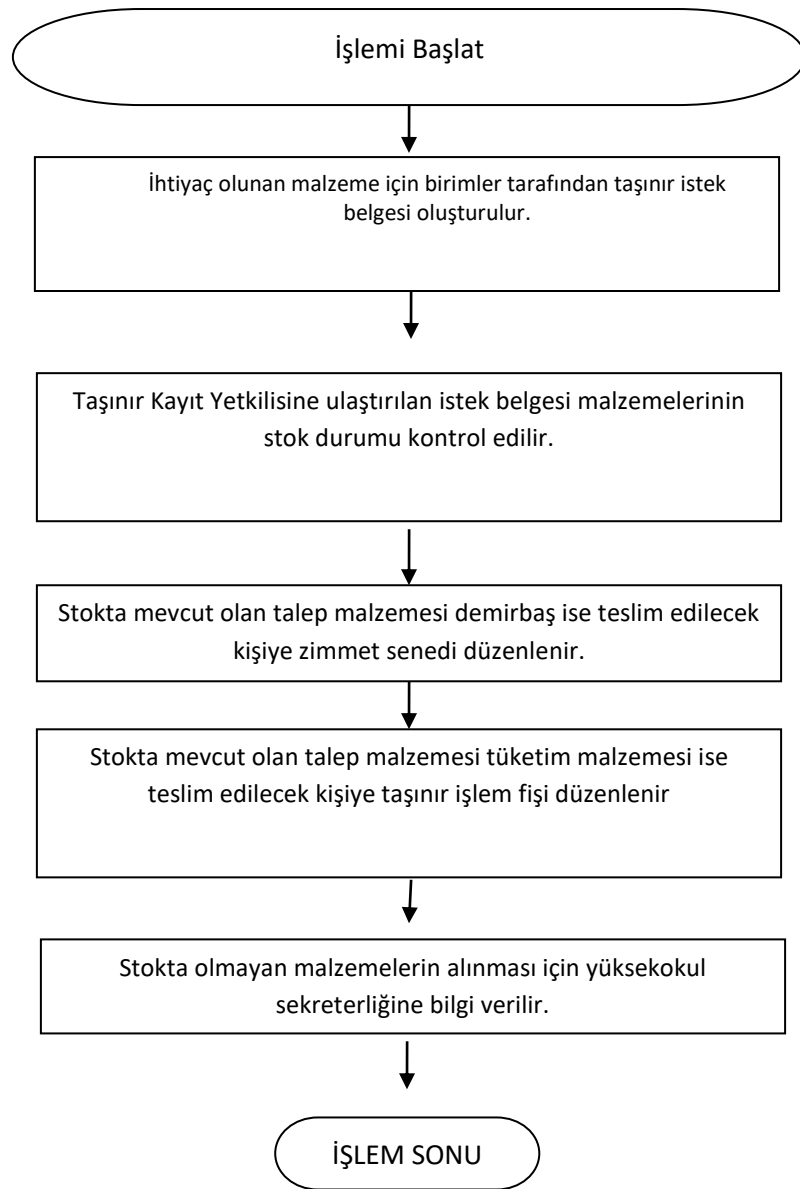 İşlemi Başlat
İhtiyaç olunan malzeme için birimler tarafından taşınır istek
belgesi oluşturulur.
Taşınır Kayıt Yetkilisine ulaştırılan istek belgesi malzemelerinin
stok durumu kontrol edilir.
Stokta mevcut olan talep malzemesi demirbaş ise teslim edilecek
kişiye zimmet senedi düzenlenir.
Stokta mevcut olan talep malzemesi tüketim malzemesi ise
teslim edilecek kişiye taşınır işlem fişi düzenlenir
Stokta olmayan malzemelerin alınması için yüksekokul
sekreterliğine bilgi verilir.
İŞLEM SONU